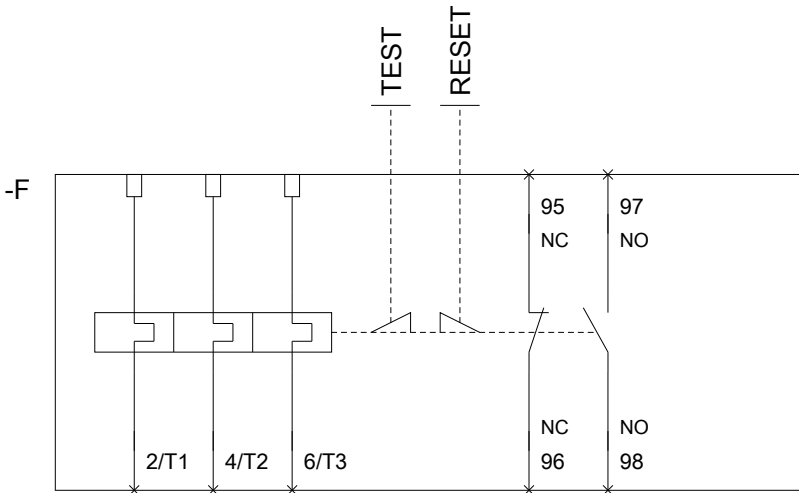 TEST
RESET
-F
95
97
NC
NO
NC
NO
2/T1
4/T2
6/T3
96
98